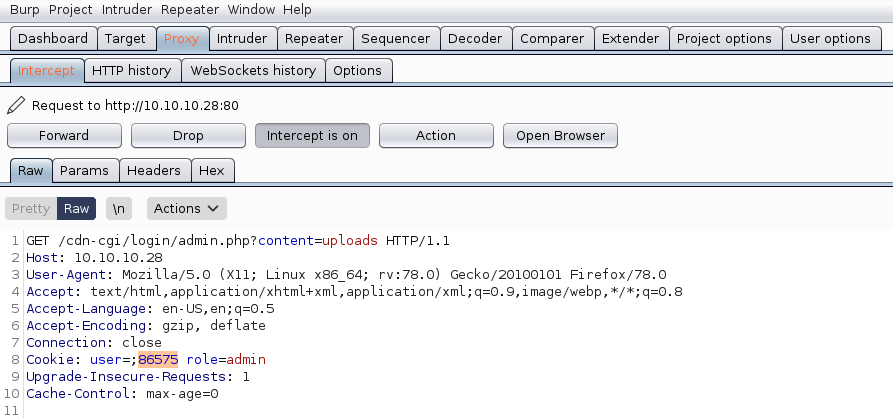 Burp Project Intruder Repeater Window Help
Dashboard Target Proxy Intruder Repeater Sequencer Decoder Comparer Extender Project options User options
Intercept HTTP history WebSockets history Options
Request to http://10.10.10.28:80
Forward Drop Intercept is on Action Open Browser
Raw Params Headers Hex
Pretty Raw \n Actions
1 GET /cdn-cgi/login/admin.php?content=uploads HTTP/1.1
2 Host: 10.10.10.28
3 User-Agent: Mozilla/5.0 (X11; Linux x86_64; rv:78.0) Gecko/20100101 Firefox/78.0
4 Accept: text/html,application/xhtml+xml,application/xml;q=0.9,image/webp,*/*;q=0.8
5 Accept-Language: en-US,en;q=0.5
6 Accept-Encoding: gzip, deflate
7 Connection: close
8 Cookie: user=;86575 role=admin
9 Upgrade-Insecure-Requests: 1
10 Cache-Control: max-age=0
11